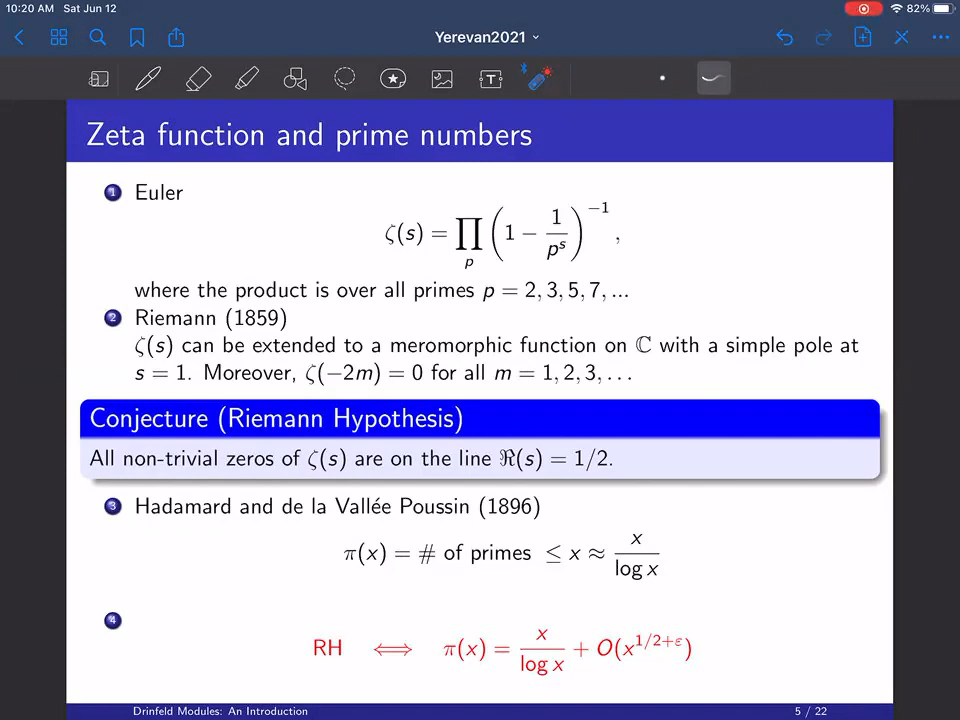 10:20 AM Sat Jun 12
82%
Yerevan2021
T
Zeta function and prime numbers
1 Euler
ζ(s) = ∏_p (1 − 1/p^s)^{−1},
where the product is over all primes p = 2, 3, 5, 7, ...
2 Riemann (1859)
ζ(s) can be extended to a meromorphic function on ℂ with a simple pole at
s = 1. Moreover, ζ(−2m) = 0 for all m = 1, 2, 3, . . .
Conjecture (Riemann Hypothesis)
All non-trivial zeros of ζ(s) are on the line ℜ(s) = 1/2.
3 Hadamard and de la Vallée Poussin (1896)
π(x) = # of primes ≤ x ≈ x/log x
4
RH ⟺ π(x) = x/log x + O(x^{1/2+ε})
Drinfeld Modules: An Introduction 5 / 22